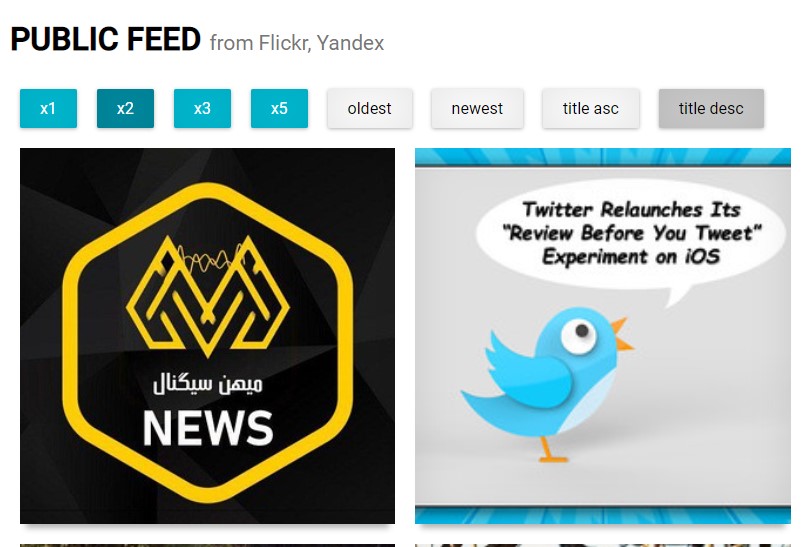 PUBLIC FEED from Flickr, Yandex
x1 x2 x3 x5 oldest newest title asc title desc
میهن سیگنال
NEWS
Twitter Relaunches Its
“Review Before You Tweet”
Experiment on iOS